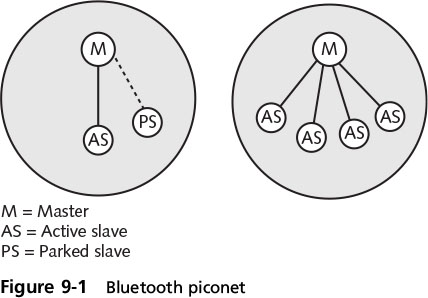 M
M
PS
AS
AS
AS
AS
AS
M = Master
AS = Active slave
PS = Parked slave
Figure 9-1 Bluetooth piconet